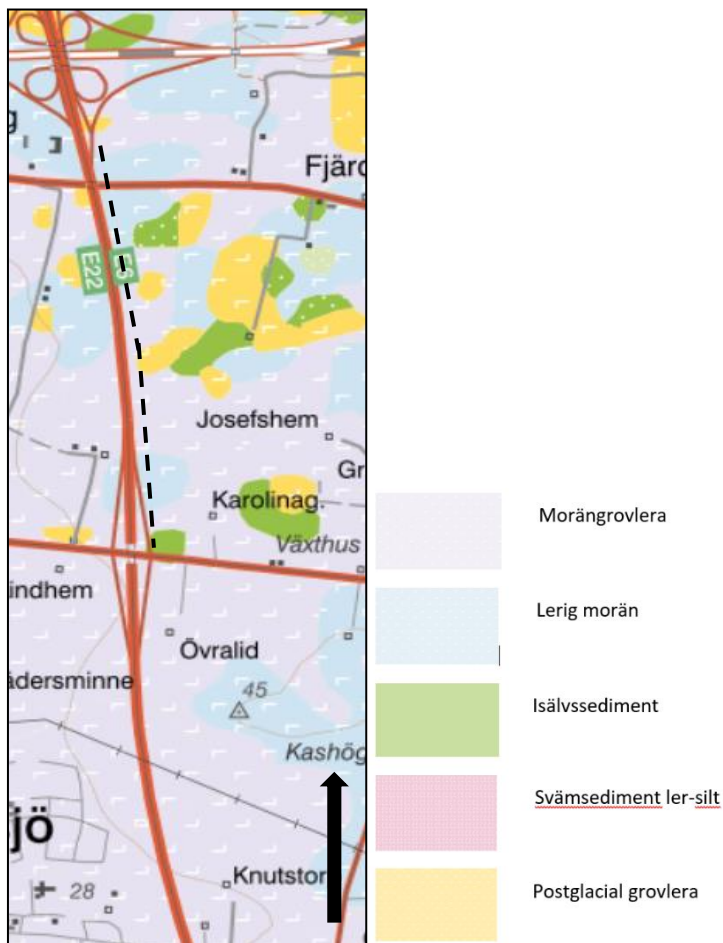 g
Fjärd
E22
E6
Josefshem
Gr
Karolinag.
Växthus
indhem
Övralid
ädersminne
45
Kashög
jö
28
Knutstor
Morängrovlera
Lerig morän
Isälvssediment
Svämsediment ler-silt
Postglacial grovlera